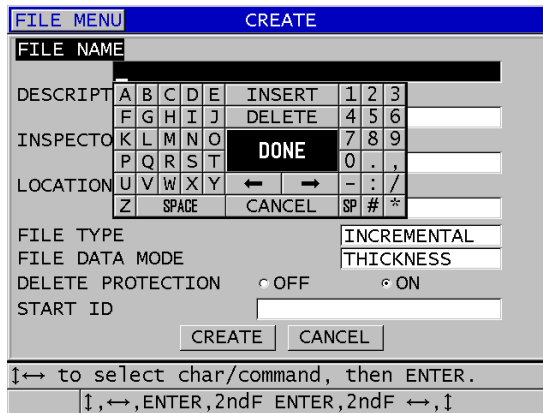 FILE MENU CREATE
FILE NAME
DESCRIPT A B C D E INSERT 1 2 3
F G H I J DELETE 4 5 6
INSPECTO K L M N O DONE 7 8 9
P Q R S T 0 . ,
LOCATION U V W X Y ← → - : /
Z SPACE CANCEL SP # *
FILE TYPE INCREMENTAL
FILE DATA MODE THICKNESS
DELETE PROTECTION OFF ON
START ID
CREATE CANCEL
↕↔ to select char/command, then ENTER.
↕,↔,ENTER,2ndF ENTER,2ndF ↔,↕